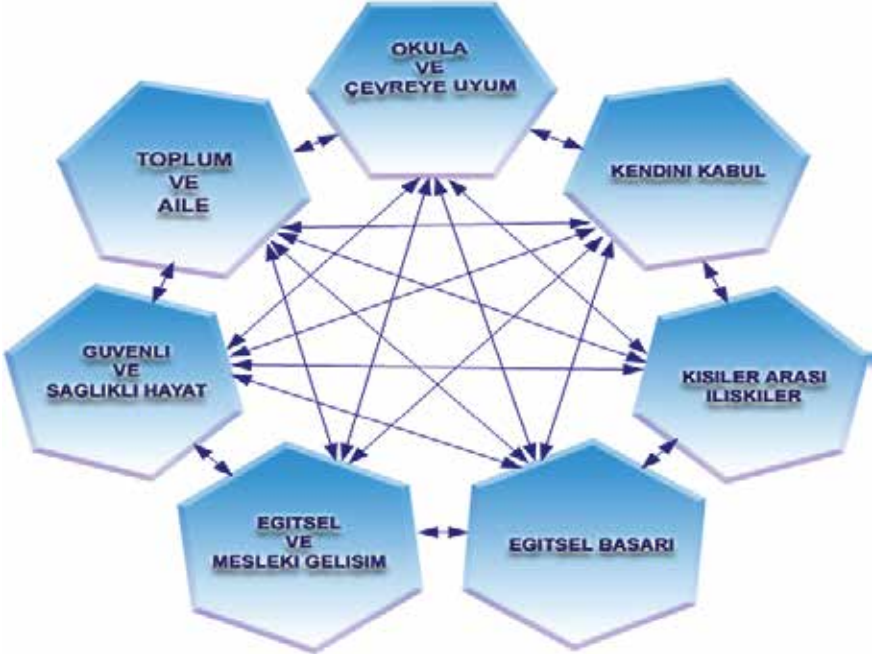 OKULA
VE
ÇEVREYE UYUM
TOPLUM
VE
AILE
KENDINI KABUL
GUVENLI
VE
SAGLIKLI HAYAT
KISILER ARASI
ILISKILER
EGITSEL
VE
MESLEKI GELISIM
EGITSEL BASARI